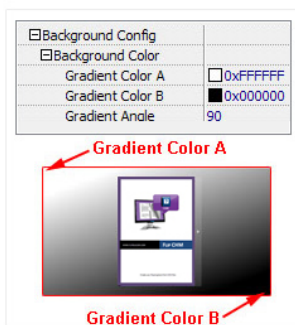 Background Config
Background Color
Gradient Color A 0xFFFFFF
Gradient Color B 0x000000
Gradient Angle 90
Gradient Color A
For CHM
Gradient Color B